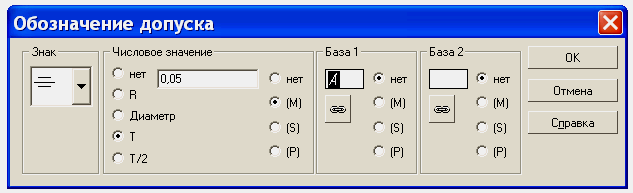 Обозначение допуска
Знак
Числовое значение
База 1
База 2
OK
Отмена
Справка
нет
0,05
R
Диаметр
T
T/2
нет
(M)
(S)
(P)
A
нет
(M)
(S)
(P)
нет
(M)
(S)
(P)